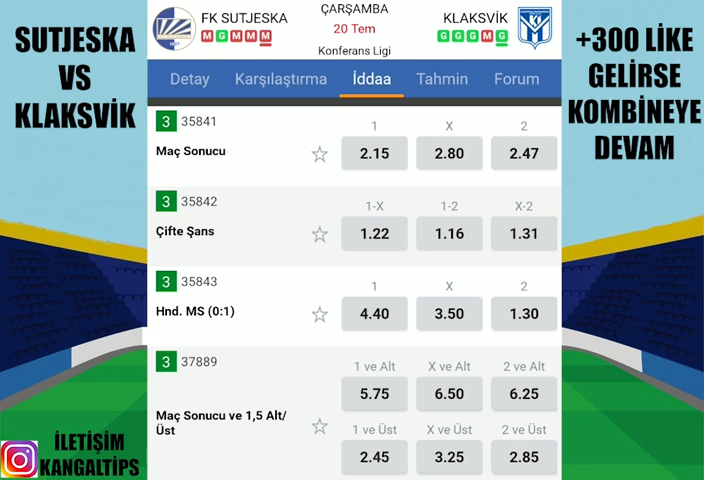 SUTJESKA
VS
KLAKSVİK
FK SUTJESKA
M G M M M
ÇARŞAMBA
20 Tem
Konferans Ligi
KLAKSVİK
G G G M G
KÍ
+300 LİKE
GELİRSE
KOMBİNEYE
DEVAM
Detay Karşılaştırma İddaa Tahmin Forum
3 35841
1 X 2
Maç Sonucu
2.15 2.80 2.47
3 35842
1-X 1-2 X-2
Çifte Şans
1.22 1.16 1.31
3 35843
1 X 2
Hnd. MS (0:1)
4.40 3.50 1.30
3 37889
1 ve Alt X ve Alt 2 ve Alt
5.75 6.50 6.25
Maç Sonucu ve 1,5 Alt/
Üst
1 ve Üst X ve Üst 2 ve Üst
2.45 3.25 2.85
İLETİŞİM
KANGALTİPS